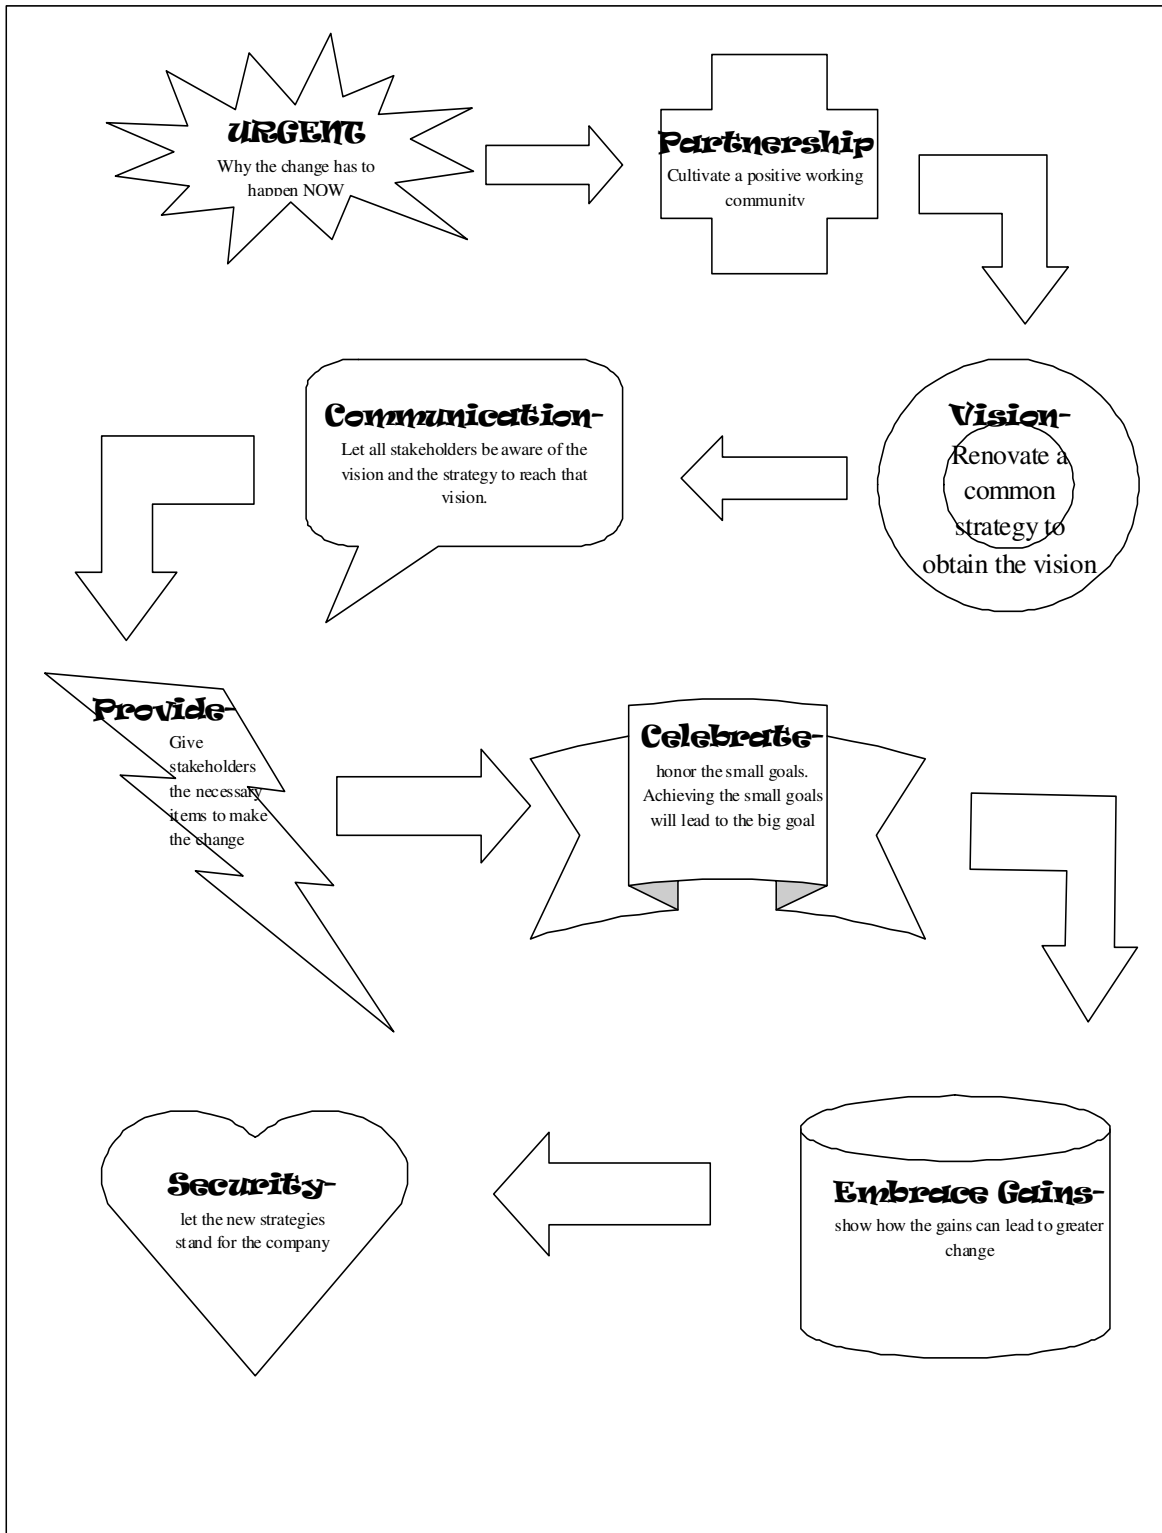 URGENT
Why the change has to
happen NOW
Partnership
Cultivate a positive working
community
Vision-
Renovate a
common
strategy to
obtain the vision
Communication-
Let all stakeholders be aware of the
vision and the strategy to reach that
vision.
Provide-
Give
stakeholders
the necessary
items to make
the change
Celebrate-
honor the small goals.
Achieving the small goals
will lead to the big goal
Embrace Gains-
show how the gains can lead to greater
change
Security-
let the new strategies
stand for the company